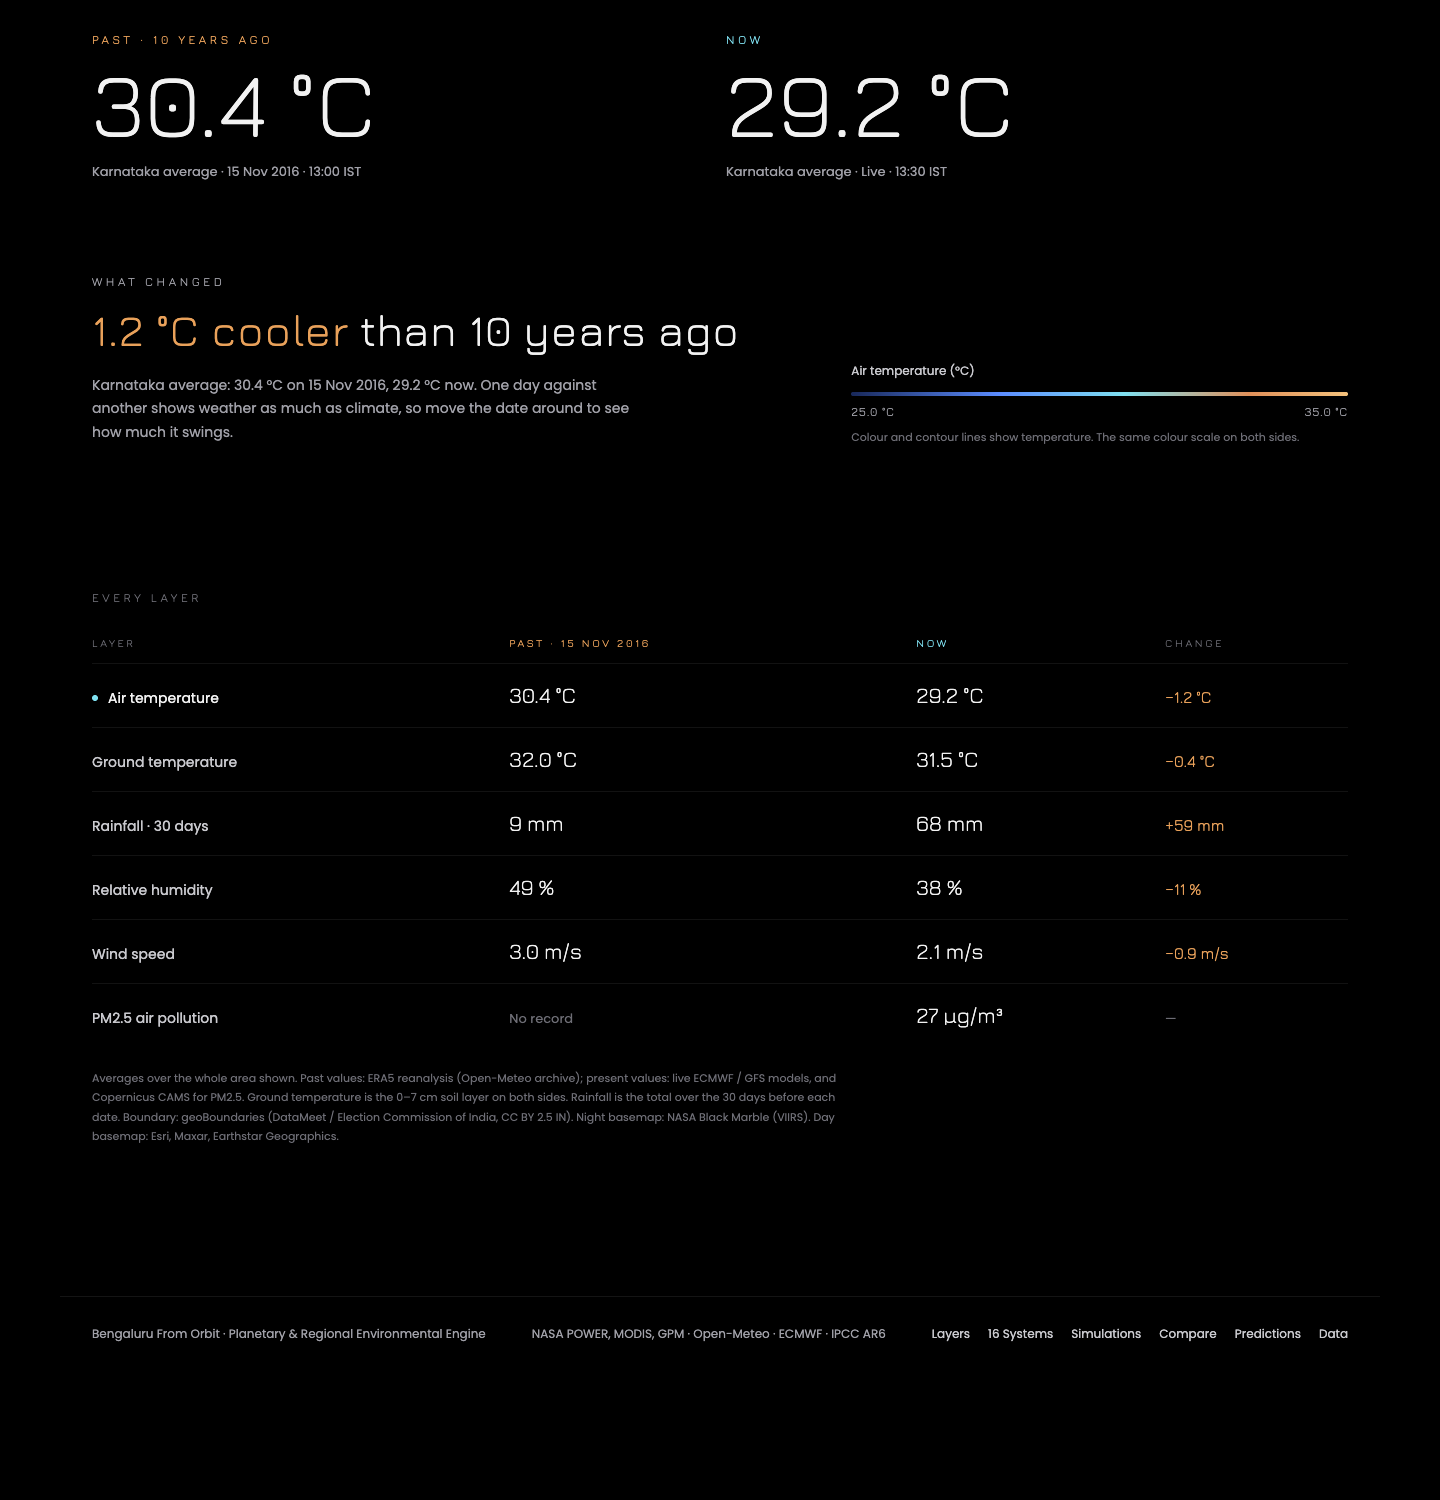 PAST · 10 YEARS AGO
30.4 °C
Karnataka average · 15 Nov 2016 · 13:00 IST
NOW
29.2 °C
Karnataka average · Live · 13:30 IST
WHAT CHANGED
1.2 °C cooler than 10 years ago
Karnataka average: 30.4 °C on 15 Nov 2016, 29.2 °C now. One day against
another shows weather as much as climate, so move the date around to see
how much it swings.
Air temperature (°C)
25.0 °C 35.0 °C
Colour and contour lines show temperature. The same colour scale on both sides.
EVERY LAYER
LAYER PAST · 15 NOV 2016 NOW CHANGE
Air temperature 30.4 °C 29.2 °C −1.2 °C
Ground temperature 32.0 °C 31.5 °C −0.4 °C
Rainfall · 30 days 9 mm 68 mm +59 mm
Relative humidity 49 % 38 % −11 %
Wind speed 3.0 m/s 2.1 m/s −0.9 m/s
PM2.5 air pollution No record 27 µg/m³ —
Averages over the whole area shown. Past values: ERA5 reanalysis (Open-Meteo archive); present values: live ECMWF / GFS models, and
Copernicus CAMS for PM2.5. Ground temperature is the 0–7 cm soil layer on both sides. Rainfall is the total over the 30 days before each
date. Boundary: geoBoundaries (DataMeet / Election Commission of India, CC BY 2.5 IN). Night basemap: NASA Black Marble (VIIRS). Day
basemap: Esri, Maxar, Earthstar Geographics.
Bengaluru From Orbit · Planetary & Regional Environmental Engine NASA POWER, MODIS, GPM · Open-Meteo · ECMWF · IPCC AR6 Layers 16 Systems Simulations Compare Predictions Data